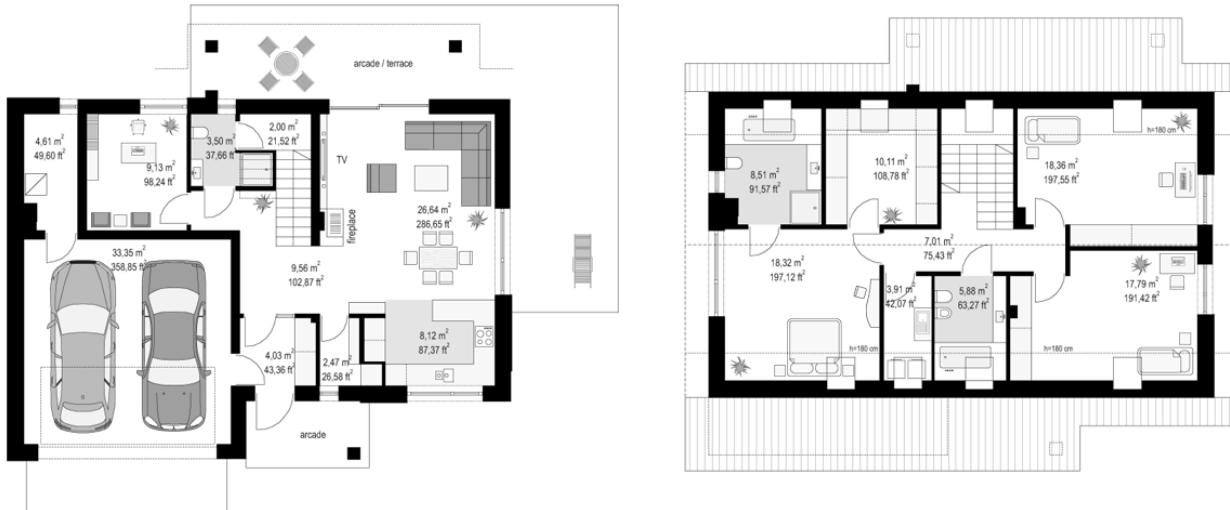 arcade / terrace
4,61 m²
49,60 ft²
9,13 m²
98,24 ft²
3,50 m²
37,66 ft²
2,00 m²
21,52 ft²
TV
fireplace
26,64 m²
286,65 ft²
33,35 m²
358,85 ft²
9,56 m²
102,87 ft²
8,12 m²
87,37 ft²
4,03 m²
43,36 ft²
2,47 m²
26,58 ft²
arcade
8,51 m²
91,57 ft²
10,11 m²
108,78 ft²
h=180 cm
18,36 m²
197,55 ft²
7,01 m²
75,43 ft²
18,32 m²
197,12 ft²
3,91 m²
42,07 ft²
5,88 m²
63,27 ft²
17,79 m²
191,42 ft²
h=180 cm
h=180 cm